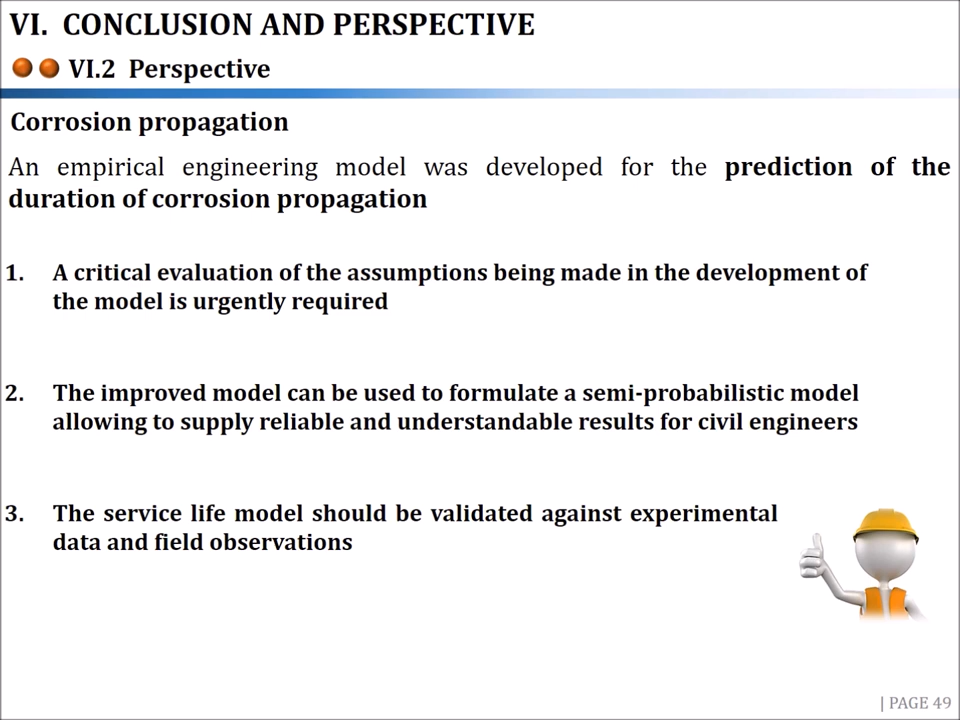 VI. CONCLUSION AND PERSPECTIVE
VI.2 Perspective
Corrosion propagation
An empirical engineering model was developed for the prediction of the
duration of corrosion propagation
1. A critical evaluation of the assumptions being made in the development of
the model is urgently required
2. The improved model can be used to formulate a semi-probabilistic model
allowing to supply reliable and understandable results for civil engineers
3. The service life model should be validated against experimental
data and field observations
| PAGE 49